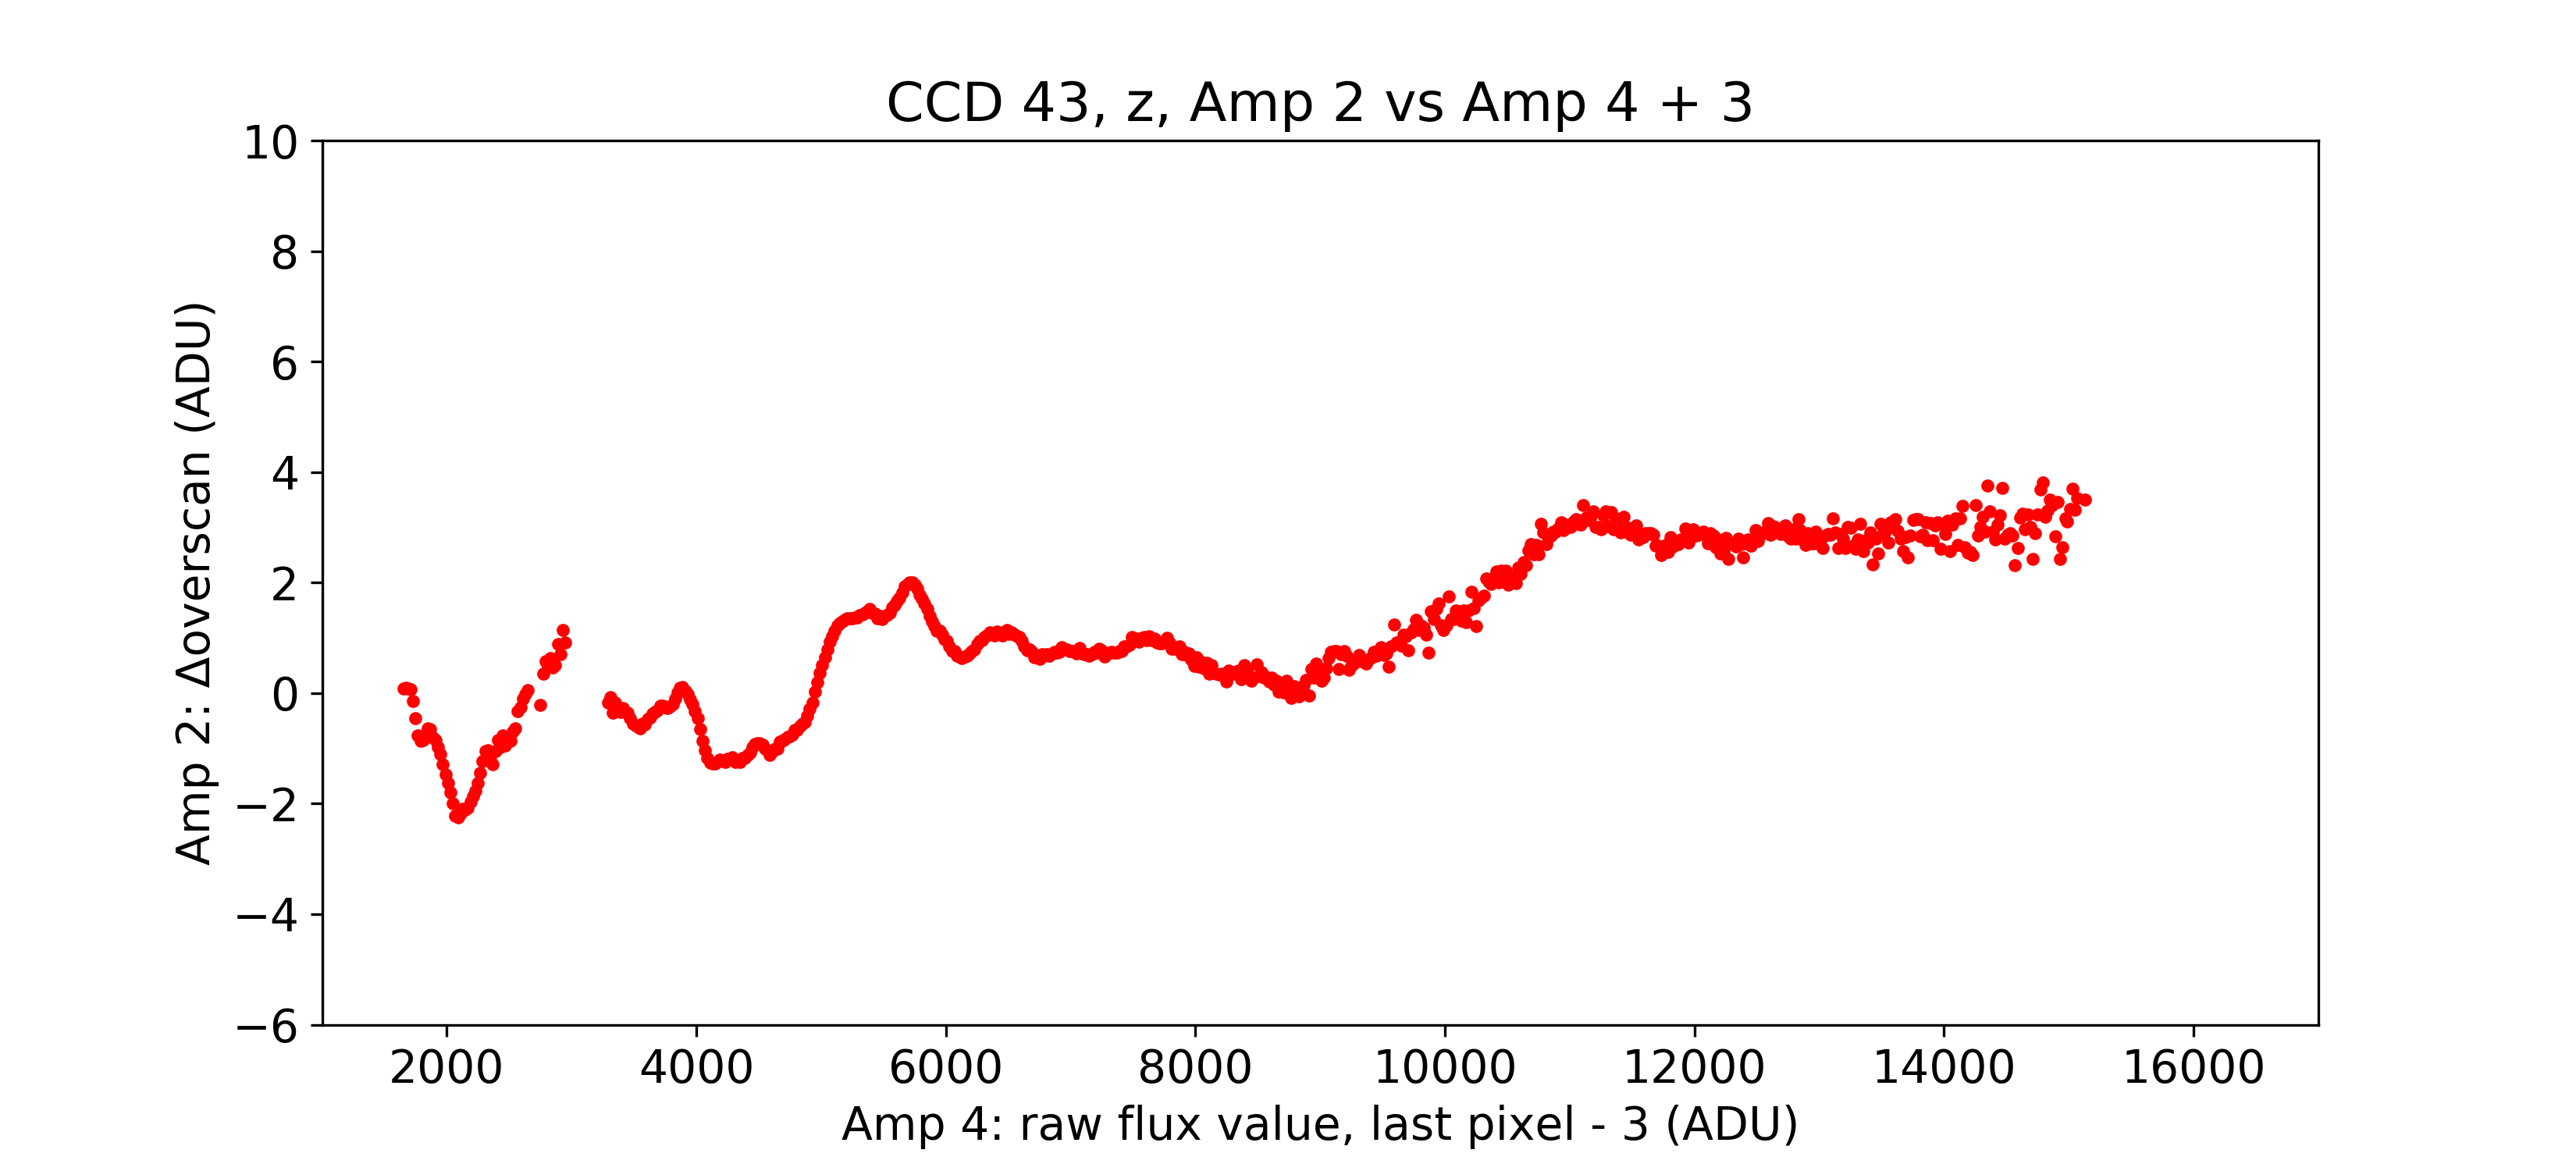 CCD 43, z, Amp 2 vs Amp 4 + 3
10
8
6
4
2
0
−2
−4
−6
Amp 2: Δoverscan (ADU)
2000 4000 6000 8000 10000 12000 14000 16000
Amp 4: raw flux value, last pixel - 3 (ADU)